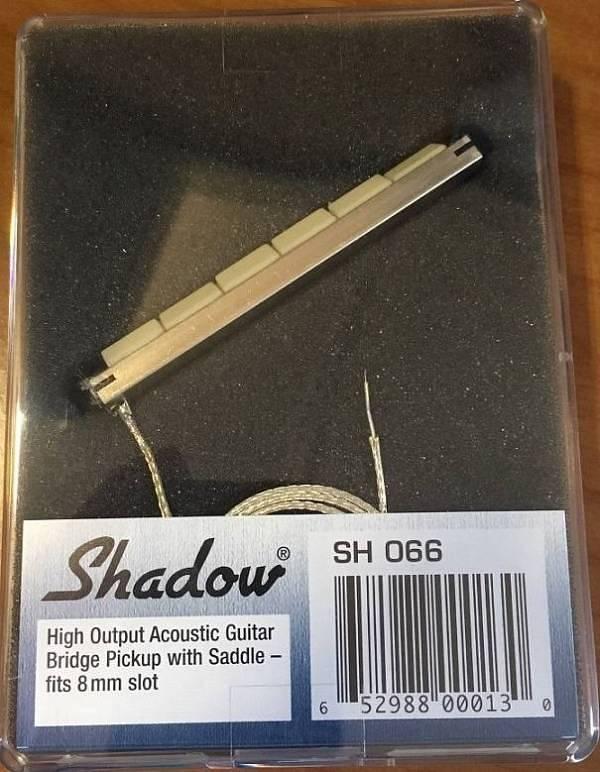 Shadow®
High Output Acoustic Guitar
Bridge Pickup with Saddle –
fits 8 mm slot
SH 066
6 52988 00013 0